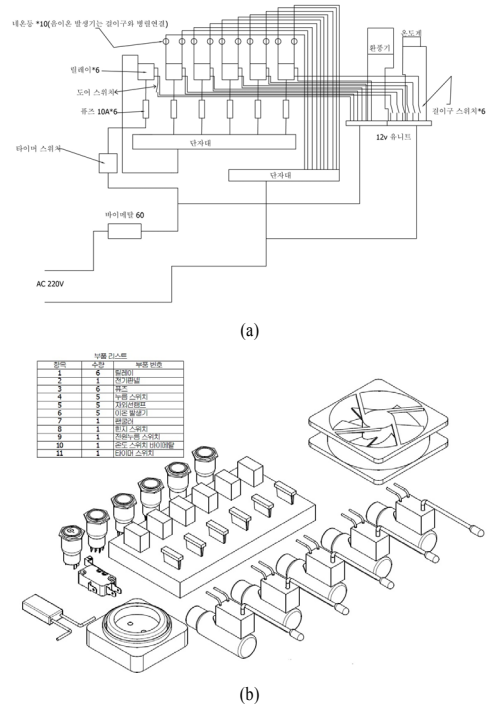 네온등 *10(음이온 발생기는 걸이구와 병렬연결)
온도계
환풍기
릴레이*6
도어 스위치
퓨즈 10A*6
걸이구 스위치*6
12v 유니트
단자대
타이머 스위치
단자대
바이메탈 60
AC 220V
(a)
부품 리스트
항목 수량 부품 번호
1 6 릴레이
2 1 전기판넬
3 6 퓨즈
4 5 누름 스위치
5 5 자외선램프
6 5 이온 발생기
7 1 팬쿨러
8 1 한시 스위치
9 1 전원누름 스위치
10 1 온도 스위치 바이메탈
11 1 타이머 스위치
(b)